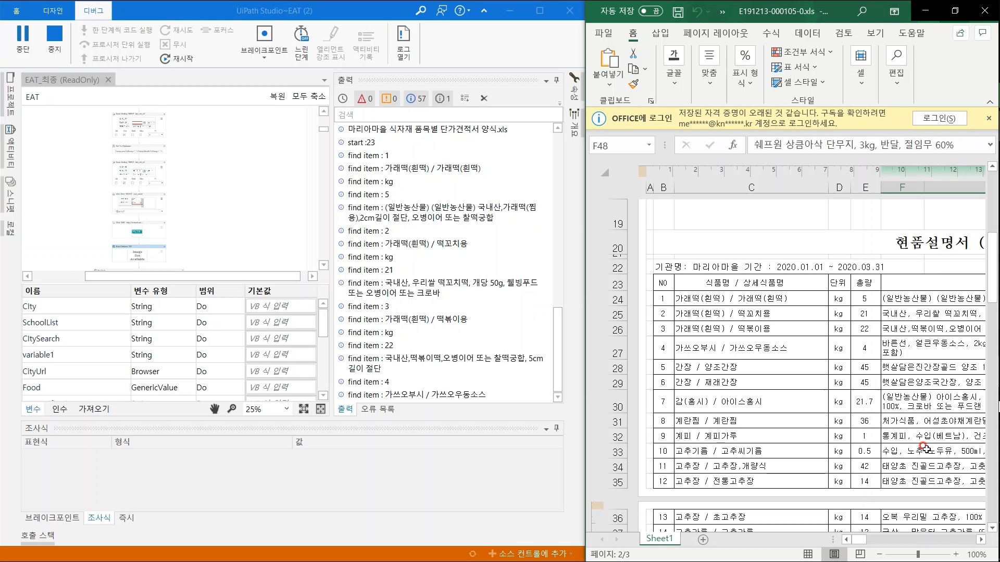 홈 디자인 디버그 UiPath Studio~EAT (2)
중단
중지
한 단계씩 코드 실행
프로시저 단위 실행
프로시저 나가기
재시도
무시
재시작
포커스
브레이크포인트
느린
단계
OFF
엘리먼트
강조 표시
액티비티
기록
로그
열기
프로젝트
액티비티
스니펫
로컬
EAT_최종 (ReadOnly)
EAT 복원 모두 축소
Image
Not
Available
이름 변수 유형 범위 기본값
CIty String Do VB 식 입력
SchoolList String Do VB 식 입력
CItySearch String Do VB 식 입력
variable1 String Do VB 식 입력
CityUrl Browser Do VB 식 입력
Food GenericValue Do VB 식 입력
변수 인수 가져오기 25%
출력
0 0 57 1
검색
마리아마을 식자재 품목별 단가견적서 양식.xls
start :23
find item : 1
find item : 가래떡(흰떡) / 가래떡(흰떡)
find item : kg
find item : 5
find item : (일반농산물) (일반농산물) 국내산,가래떡(찜
용),2cm길이 절단, 오병이어 또는 찰떡궁합
find item : 2
find item : 가래떡(흰떡) / 떡꼬치용
find item : kg
find item : 21
find item : 국내산, 우리쌀 떡꼬치떡, 개당 50g, 웰빙푸드
또는 오병이어 또는 크로바
find item : 3
find item : 가래떡(흰떡) / 떡볶이용
find item : kg
find item : 22
find item : 국내산,떡볶이떡,오병이어 또는 찰떡궁합, 5cm
길이 절단
find item : 4
find item : 가쓰오부시 / 가쓰오우동소스
출력 오류 목록
속성
개요
조사식
표현식 형식 값
브레이크포인트 조사식 즉시
호출 스택
소스 컨트롤에 추가
자동 저장 끔 E191213-000105-0.xls -...
파일 홈 삽입 페이지 레이아웃 수식 데이터 검토 보기 도움말
붙여넣기
클립보드
가
글꼴
맞춤
%
표시 형
식
조건부 서식
표 서식
셀 스타일
스타일
셀
편집
OFFICE에 로그인 저장된 자격 증명이 오래된 것 같습니다. 구독을 확인하려면
me******@kn******.kr 계정으로 로그인하세요.
로그인(S)
F48 fx 쉐프원 상큼아삭 단무지, 3kg, 반달, 절임무 60%
1 2 3 4 5 6 7 8 9 10 11 12 13
A B C D E F
19
20 현품설명서 (
22 기관명: 마리아마을 기간 : 2020.01.01 ~ 2020.03.31
23 NO 식품명 / 상세식품명 단위 총량
24 1 가래떡(흰떡) / 가래떡(흰떡) kg 5 (일반농산물) (일반농산물)
25 2 가래떡(흰떡) / 떡꼬치용 kg 21 국내산, 우리쌀 떡꼬치떡,
26 3 가래떡(흰떡) / 떡볶이용 kg 22 국내산,떡볶이떡,오병이어
27 4 가쓰오부시 / 가쓰오우동소스 kg 4 바른선, 얼큰우동소스, 2kg
포함)
28 5 간장 / 양조간장 kg 45 햇살담은진간장골드 양조 1
29 6 간장 / 재래간장 kg 45 햇살담은양조국간장, 양조
30 7 감(홍시) / 아이스홍시 kg 21.7 (일반농산물) 아이스홍시,
100%, 크로바 또는 푸드랜
31 8 계란찜 / 계란찜 kg 36 처가식품, 어성초야채계란
32 9 계피 / 계피가루 kg 1 통계피, 수입(베트남), 건
33 10 고추기름 / 고추씨기름 kg 0.5 수입, 노추 노두유, 500ml,
34 11 고추장 / 고추장,개량식 kg 42 태양초 진골드고추장, 고춧
35 12 고추장 / 전통고추장 kg 14 태양초 진골드고추장, 고춧
36 13 고추장 / 초고추장 kg 14 오복 우리밀 고추장, 100%
Sheet1
페이지: 2/3 100%